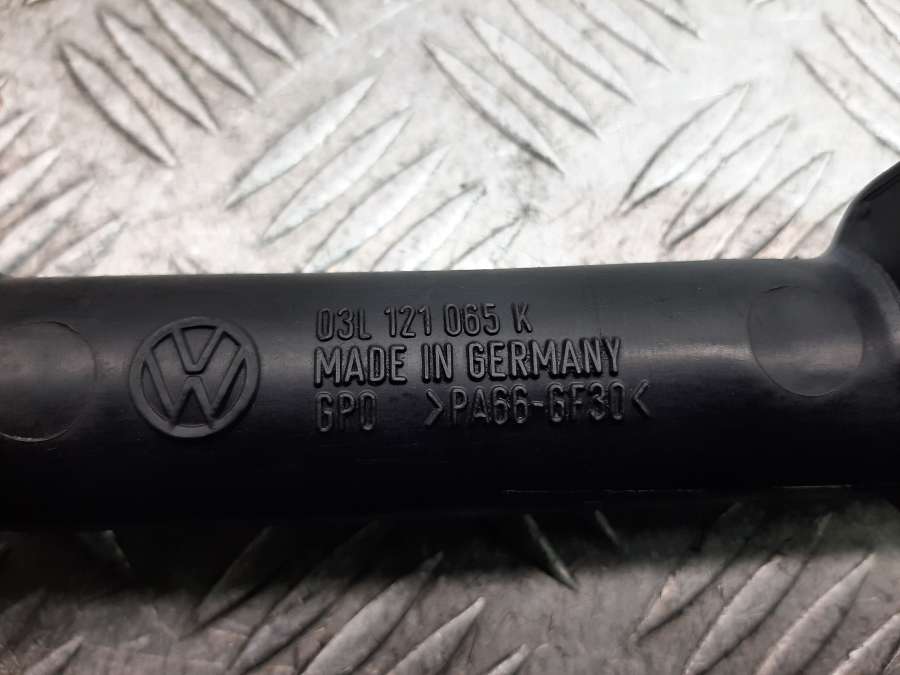 03L 121 065 K
MADE IN GERMANY
GPO >PA66-GF30<